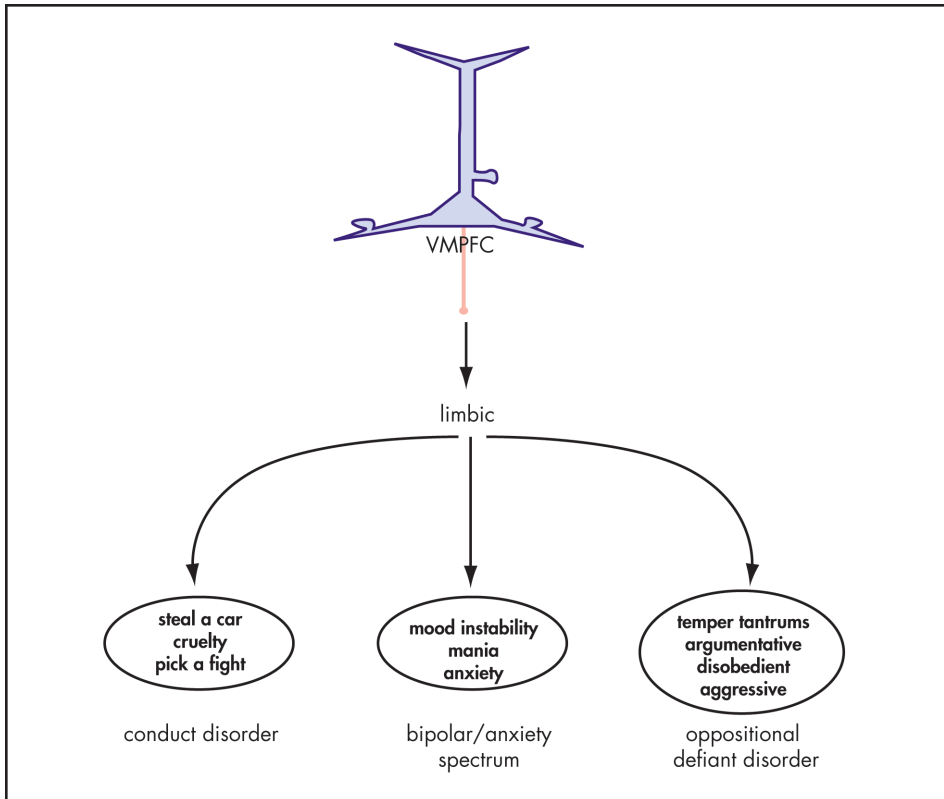 VMPFC
limbic
steal a car
cruelty
pick a fight
conduct disorder
mood instability
mania
anxiety
bipolar/anxiety
spectrum
temper tantrums
argumentative
disobedient
aggressive
oppositional
defiant disorder